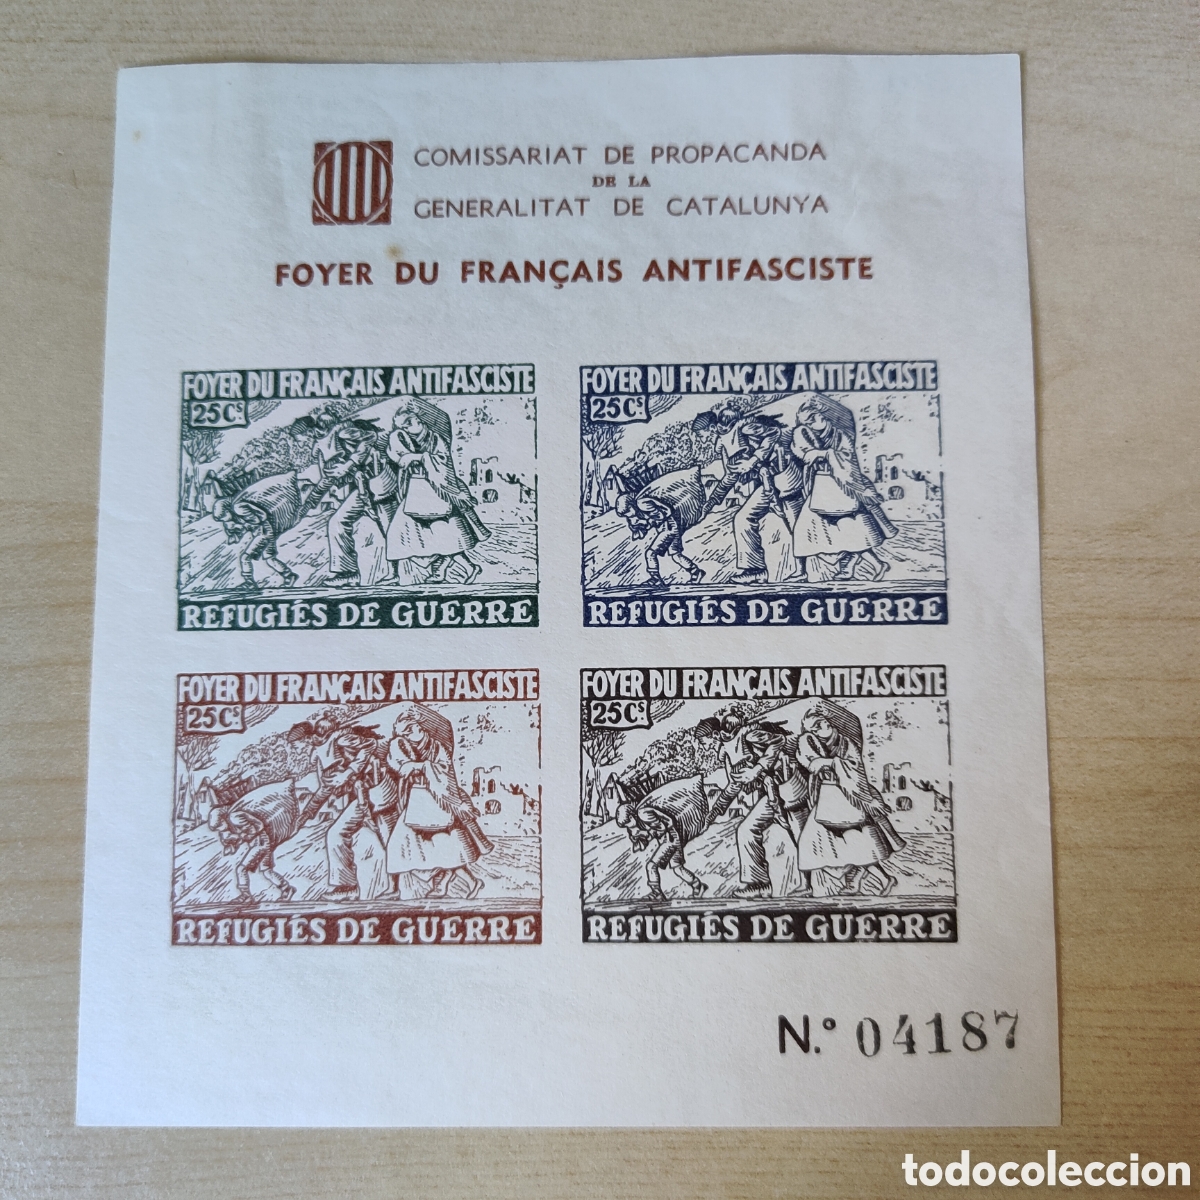 COMISSARIAT DE PROPACANDA
DE LA
GENERALITAT DE CATALUNYA
FOYER DU FRANÇAIS ANTIFASCISTE
FOYER DU FRANÇAIS ANTIFASCISTE
25Cs.
REFUGIÉS DE GUERRE
FOYER DU FRANÇAIS ANTIFASCISTE
25Cs.
REFUGIÉS DE GUERRE
FOYER DU FRANÇAIS ANTIFASCISTE
25Cs.
REFUGIÉS DE GUERRE
FOYER DU FRANÇAIS ANTIFASCISTE
25Cs.
REFUGIÉS DE GUERRE
N.º 04187
todocoleccion